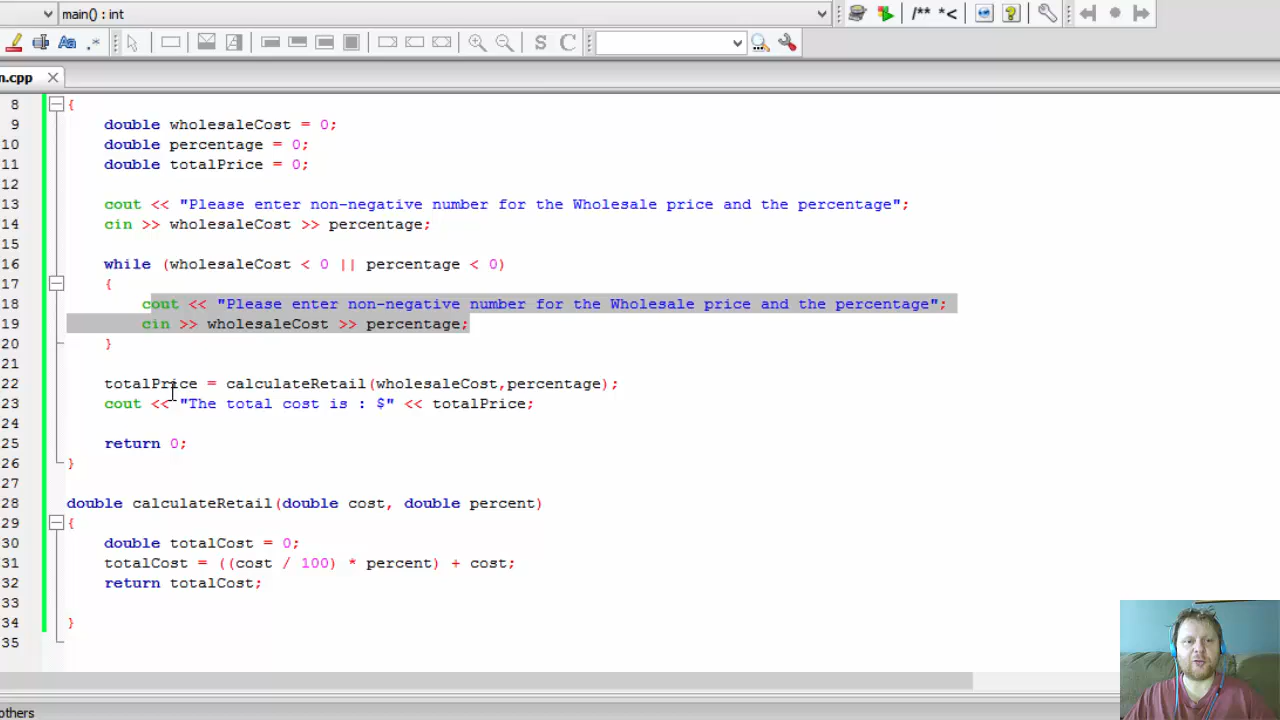 main() : int
/** *<
S C
n.cpp
8 {
9 double wholesaleCost = 0;
10 double percentage = 0;
11 double totalPrice = 0;
12
13 cout << "Please enter non-negative number for the Wholesale price and the percentage";
14 cin >> wholesaleCost >> percentage;
15
16 while (wholesaleCost < 0 || percentage < 0)
17 {
18 cout << "Please enter non-negative number for the Wholesale price and the percentage";
19 cin >> wholesaleCost >> percentage;
20 }
21
22 totalPrice = calculateRetail(wholesaleCost,percentage);
23 cout << "The total cost is : $" << totalPrice;
24
25 return 0;
26 }
27
28 double calculateRetail(double cost, double percent)
29 {
30 double totalCost = 0;
31 totalCost = ((cost / 100) * percent) + cost;
32 return totalCost;
33
34 }
35
others